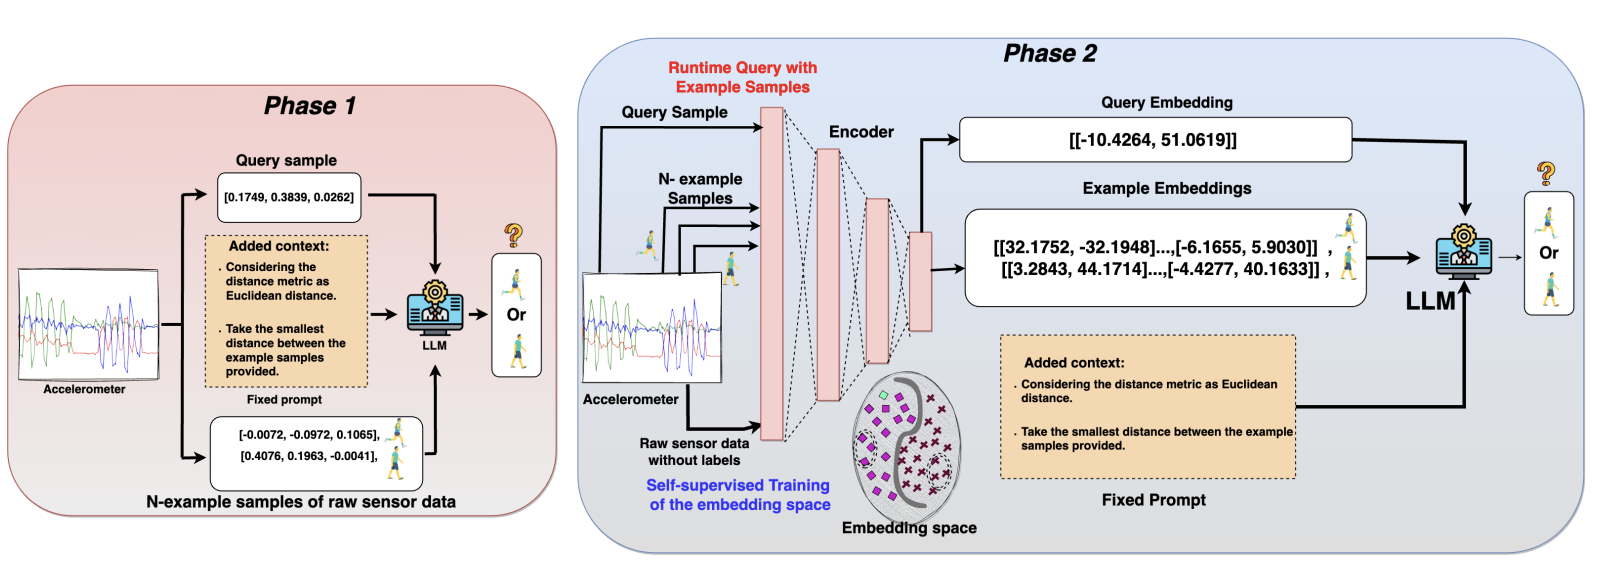 Phase 1
Query sample
[0.1749, 0.3839, 0.0262]
Added context:
. Considering the
distance metric as
Euclidean distance.
. Take the smallest
distance between the
example samples
provided.
Fixed prompt
Accelerometer
LLM
?
Or
[-0.0072, -0.0972, 0.1065],
[0.4076, 0.1963, -0.0041],
N-example samples of raw sensor data
Phase 2
Runtime Query with
Example Samples
Query Sample
Encoder
N- example
Samples
Accelerometer
Raw sensor data
without labels
Self-supervised Training
of the embedding space
Embedding space
Query Embedding
[[-10.4264, 51.0619]]
Example Embeddings
[[32.1752, -32.1948]...,[-6.1655, 5.9030]] ,
[[3.2843, 44.1714]...,[-4.4277, 40.1633]] ,
LLM
?
Or
Added context:
. Considering the distance metric as Euclidean
distance.
. Take the smallest distance between the example
samples provided.
Fixed Prompt